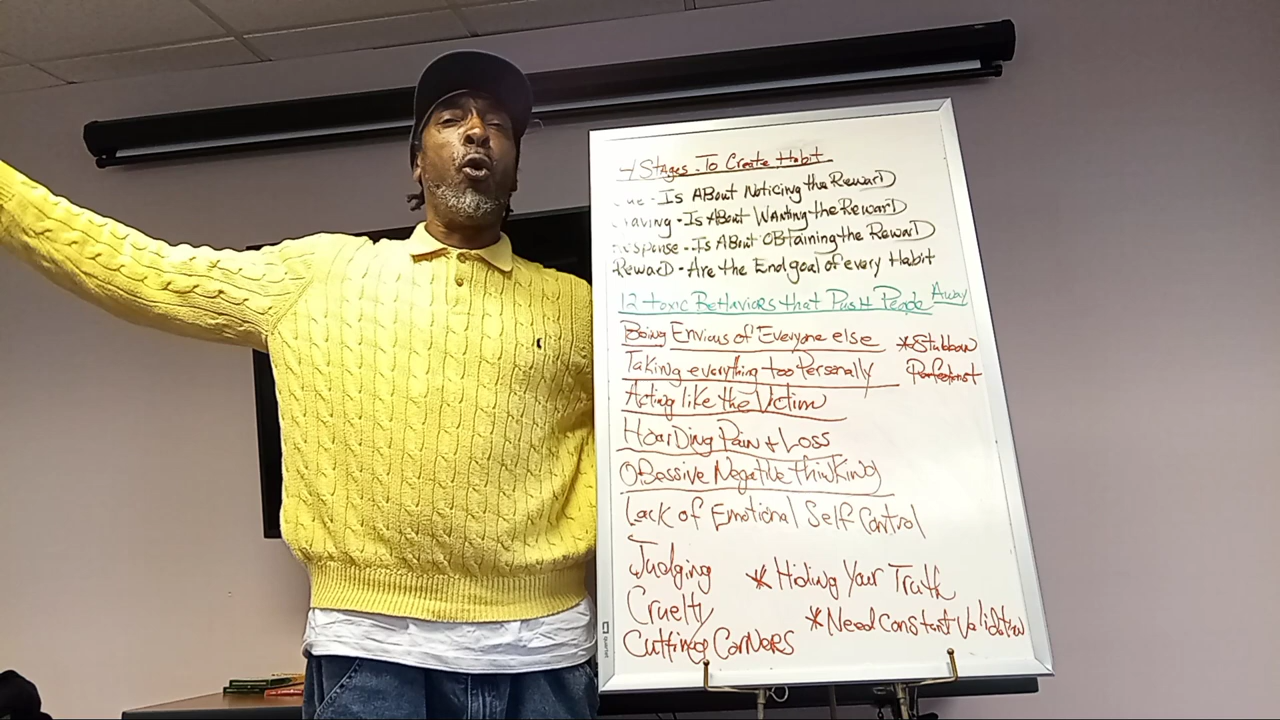 4 Stages To Create Habit
ue - Is About Noticing the Reward
raving - Is About Wanting the Reward
Response - Is About Obtaining the Reward
Reward - Are the End goal of every Habit
12 toxic Behaviors that Push People Away
Being Envious of Everyone else
*Stubborn
Taking everything too Personally
Perfectionist
Acting like the Victim
Hoarding Pain + Loss
Obsessive Negative thinking
Lack of Emotional Self Control
Judging
*Hiding Your Truth
Cruelty
*Need constant Validation
Cutting Corners